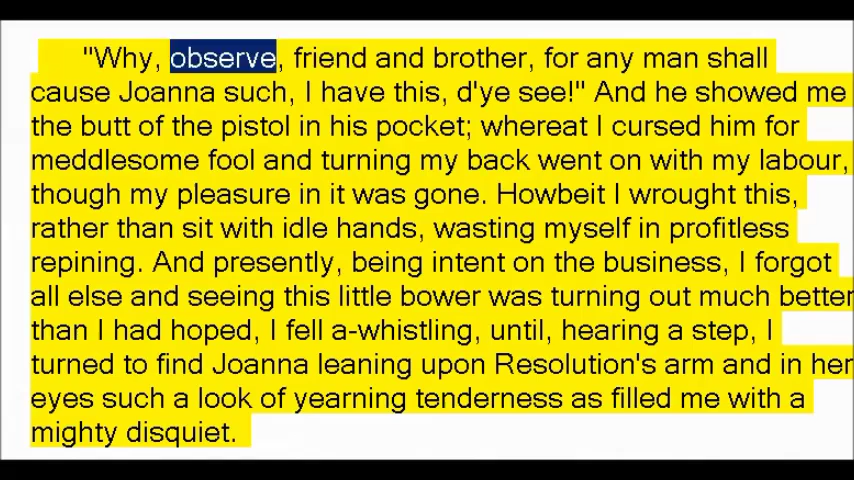 "Why, observe, friend and brother, for any man shall
cause Joanna such, I have this, d'ye see!" And he showed me
the butt of the pistol in his pocket; whereat I cursed him for
meddlesome fool and turning my back went on with my labour,
though my pleasure in it was gone. Howbeit I wrought this,
rather than sit with idle hands, wasting myself in profitless
repining. And presently, being intent on the business, I forgot
all else and seeing this little bower was turning out much better
than I had hoped, I fell a-whistling, until, hearing a step, I
turned to find Joanna leaning upon Resolution's arm and in her
eyes such a look of yearning tenderness as filled me with a
mighty disquiet.